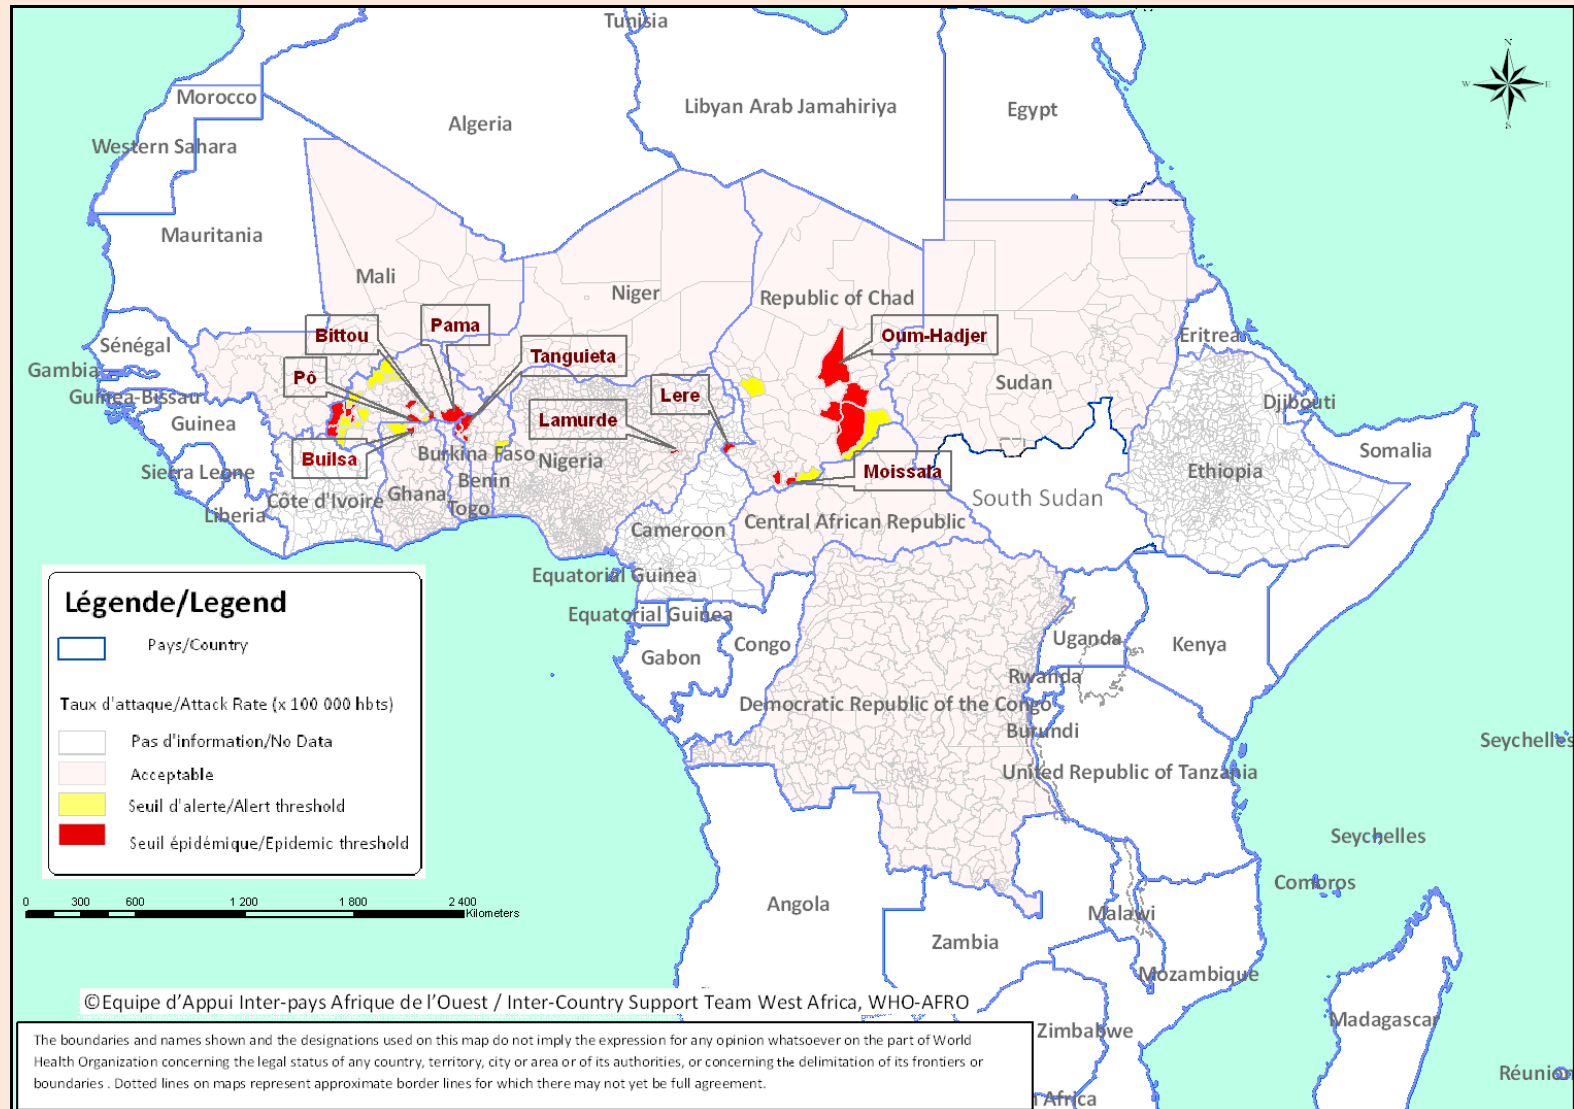 Tunisia
N
W
E
S
Morocco
Algeria
Libyan Arab Jamahiriya
Egypt
Western Sahara
Mauritania
Mali
Niger
Republic of Chad
Bittou
Pama
Oum-Hadjer
Eritrea
Sénégal
Tanguieta
Gambia
Pô
Sudan
Guinea-Bissau
Lere
Djibouti
Guinea
Lamurde
Somalia
Builsa
Burkina Faso
Nigeria
Sierra Leone
Moissala
Ethiopia
Benin
Côte d'Ivoire
Ghana
South Sudan
Togo
Liberia
Cameroon
Central African Republic
Equatorial Guinea
Equatorial Guinea
Congo
Uganda
Kenya
Gabon
Rwanda
Democratic Republic of the Congo
Burundi
Seychelles
United Republic of Tanzania
Seychelles
Comoros
Angola
Malawi
Zambia
Mozambique
Madagascar
Zimbabwe
Réunion
Africa
Légende/Legend
Pays/Country
Taux d'attaque/Attack Rate (x 100 000 hbts)
Pas d'information/No Data
Acceptable
Seuil d'alerte/Alert threshold
Seuil épidémique/Epidemic threshold
0 300 600 1 200 1 800 2 400
Kilometers
©Equipe d'Appui Inter-pays Afrique de l'Ouest / Inter-Country Support Team West Africa, WHO-AFRO
The boundaries and names shown and the designations used on this map do not imply the expression for any opinion whatsoever on the part of World
Health Organization concerning the legal status of any country, territory, city or area or of its authorities, or concerning the delimitation of its frontiers or
boundaries . Dotted lines on maps represent approximate border lines for which there may not yet be full agreement.